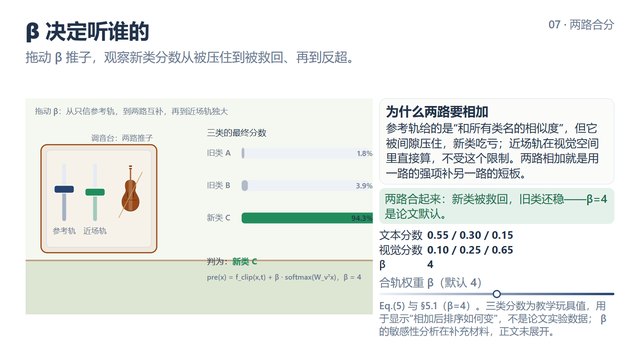 β 决定听谁的
07 · 两路合分
拖动 β 推子，观察新类分数从被压住到被救回、再到反超。
拖动 β：从只信参考轨，到两路互补，再到近场轨独大
调音台：两路推子
参考轨 近场轨
三类的最终分数
旧类 A 1.8%
旧类 B 3.9%
新类 C 94.3%
判为：新类 C
pre(x) = f_clip(x,t) + β · softmax(W_vᵀx)，β = 4
为什么两路要相加
参考轨给的是“和所有类名的相似度”，但它
被间隙压住，新类吃亏；近场轨在视觉空间
里直接算，不受这个限制。两路相加就是用
一路的强项补另一路的短板。
两路合起来：新类被救回，旧类还稳——β=4
是论文默认。
文本分数 0.55 / 0.30 / 0.15
视觉分数 0.10 / 0.25 / 0.65
β 4
合轨权重 β（默认 4）
Eq.(5) 与 §5.1（β=4）。三类分数为教学玩具值，用
于显示“相加后排序如何变”，不是论文实验数据； β
的敏感性分析在补充材料，正文未展开。